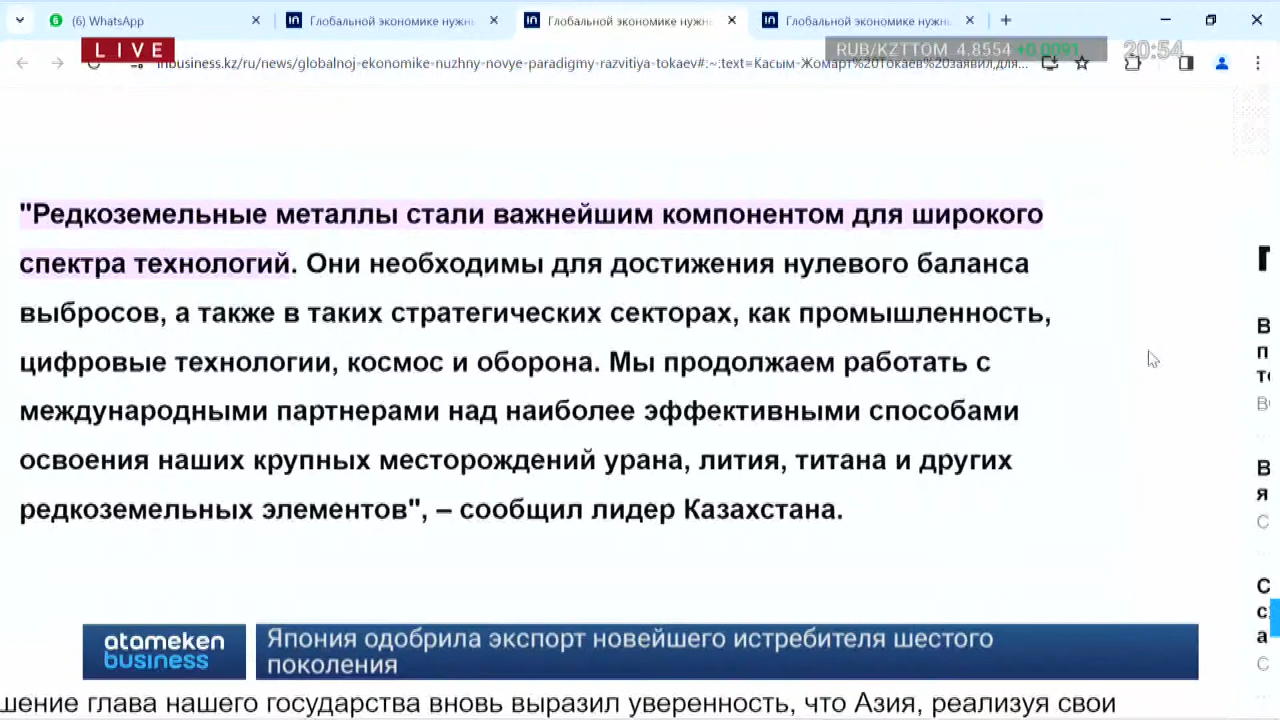 (6) WhatsApp
Глобальной экономике нужн
Глобальной экономике нужн
Глобальной экономике нужн
LIVE
RUB/KZTTOM 4,8554 +0,0091
20:54
inbusiness.kz/ru/news/globalnoj-ekonomike-nuzhny-novye-paradigmy-razvitiya-tokaev#:~:text=Касым-Жомарт%20Токаев%20заявил,для...
"Редкоземельные металлы стали важнейшим компонентом для широкого
спектра технологий. Они необходимы для достижения нулевого баланса
выбросов, а также в таких стратегических секторах, как промышленность,
цифровые технологии, космос и оборона. Мы продолжаем работать с
международными партнерами над наиболее эффективными способами
освоения наших крупных месторождений урана, лития, титана и других
редкоземельных элементов", – сообщил лидер Казахстана.
atameken
business
Япония одобрила экспорт новейшего истребителя шестого
поколения
шение глава нашего государства вновь выразил уверенность, что Азия, реализуя свои